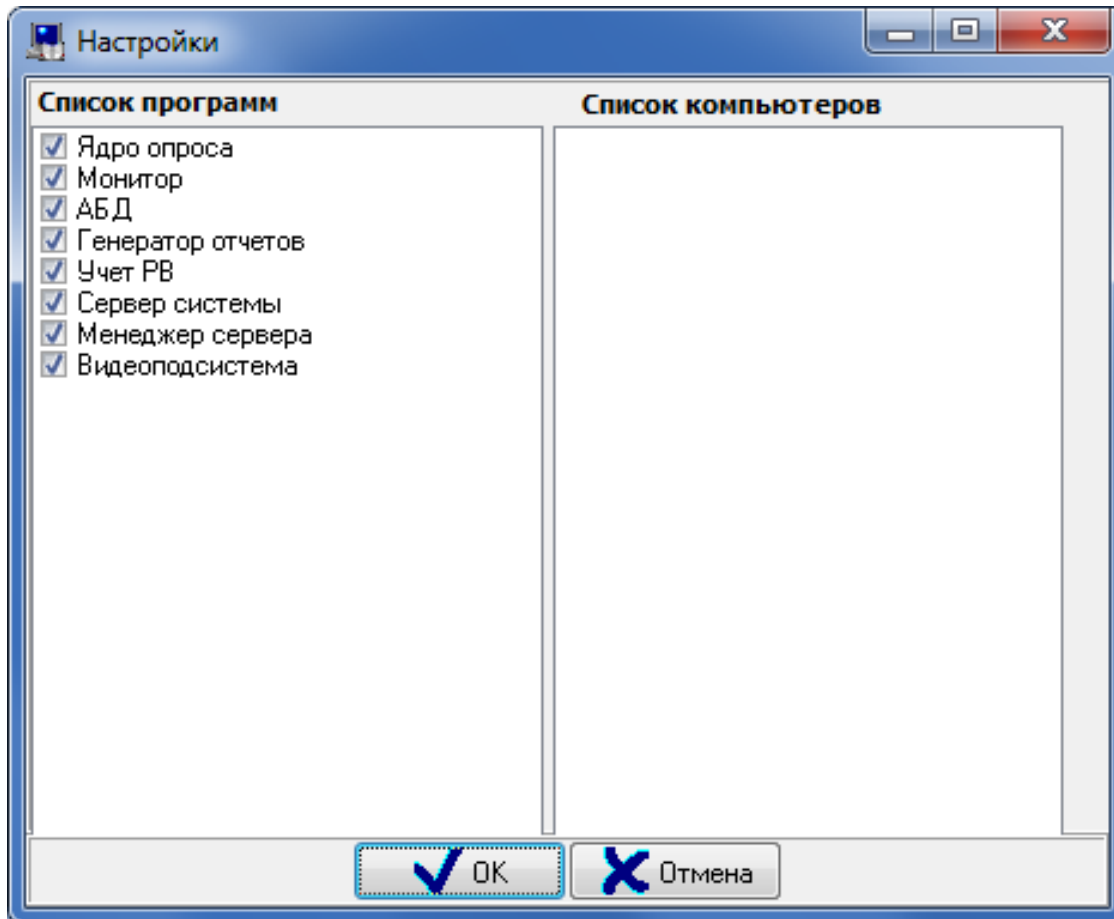 Настройки
Список программ
Список компьютеров
Ядро опроса
Монитор
АБД
Генератор отчетов
Учет РВ
Сервер системы
Менеджер сервера
Видеоподсистема
OK
Отмена